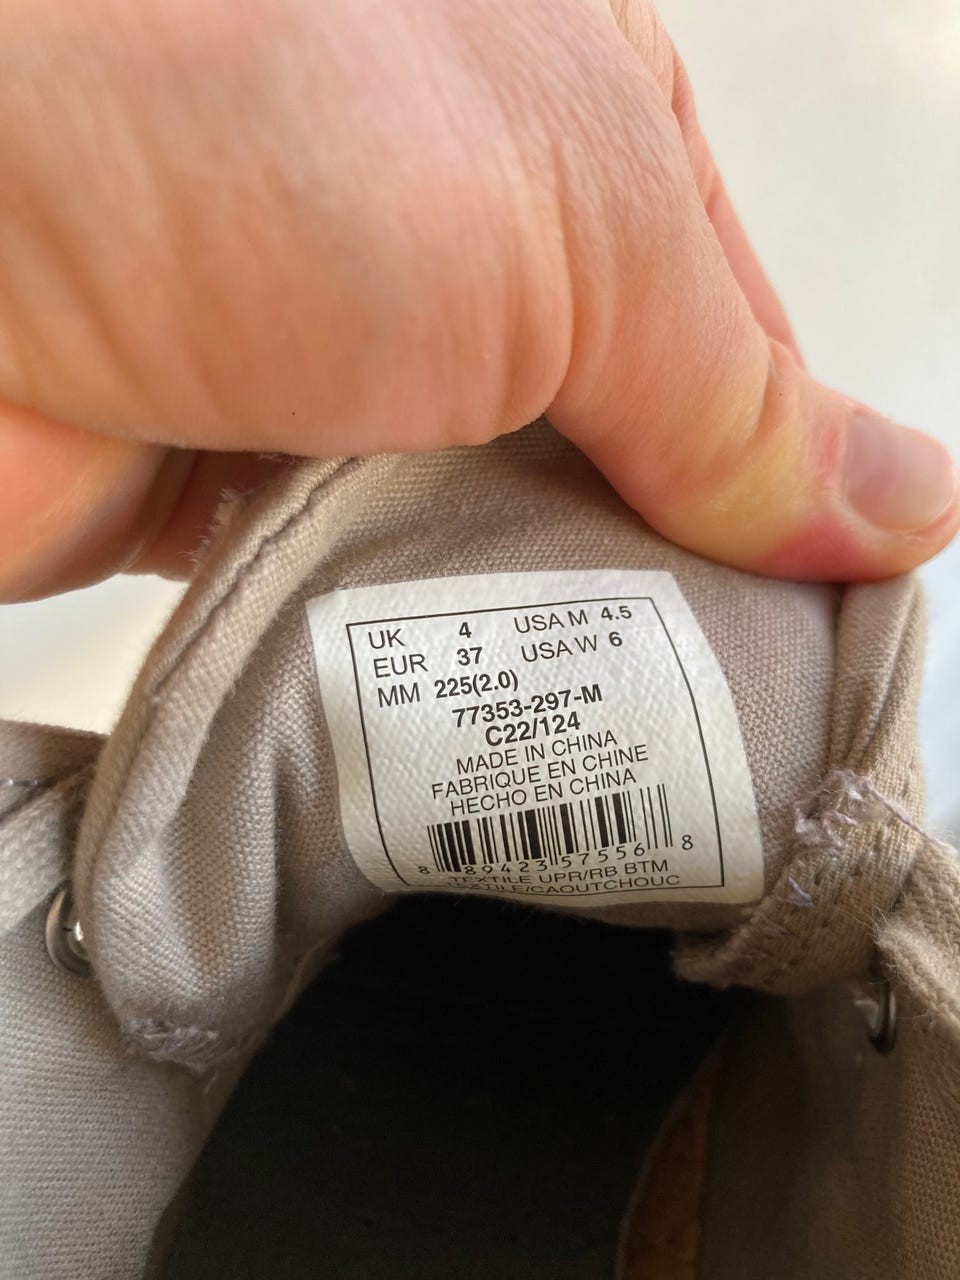 UK 4 USA M 4.5
EUR 37 USA W 6
MM 225(2.0)
77353-297-M
C22/124
MADE IN CHINA
FABRIQUE EN CHINE
HECHO EN CHINA
8 89423 57556 8
TEXTILE UPR/RB BTM
TEXTILE/CAOUTCHOUC